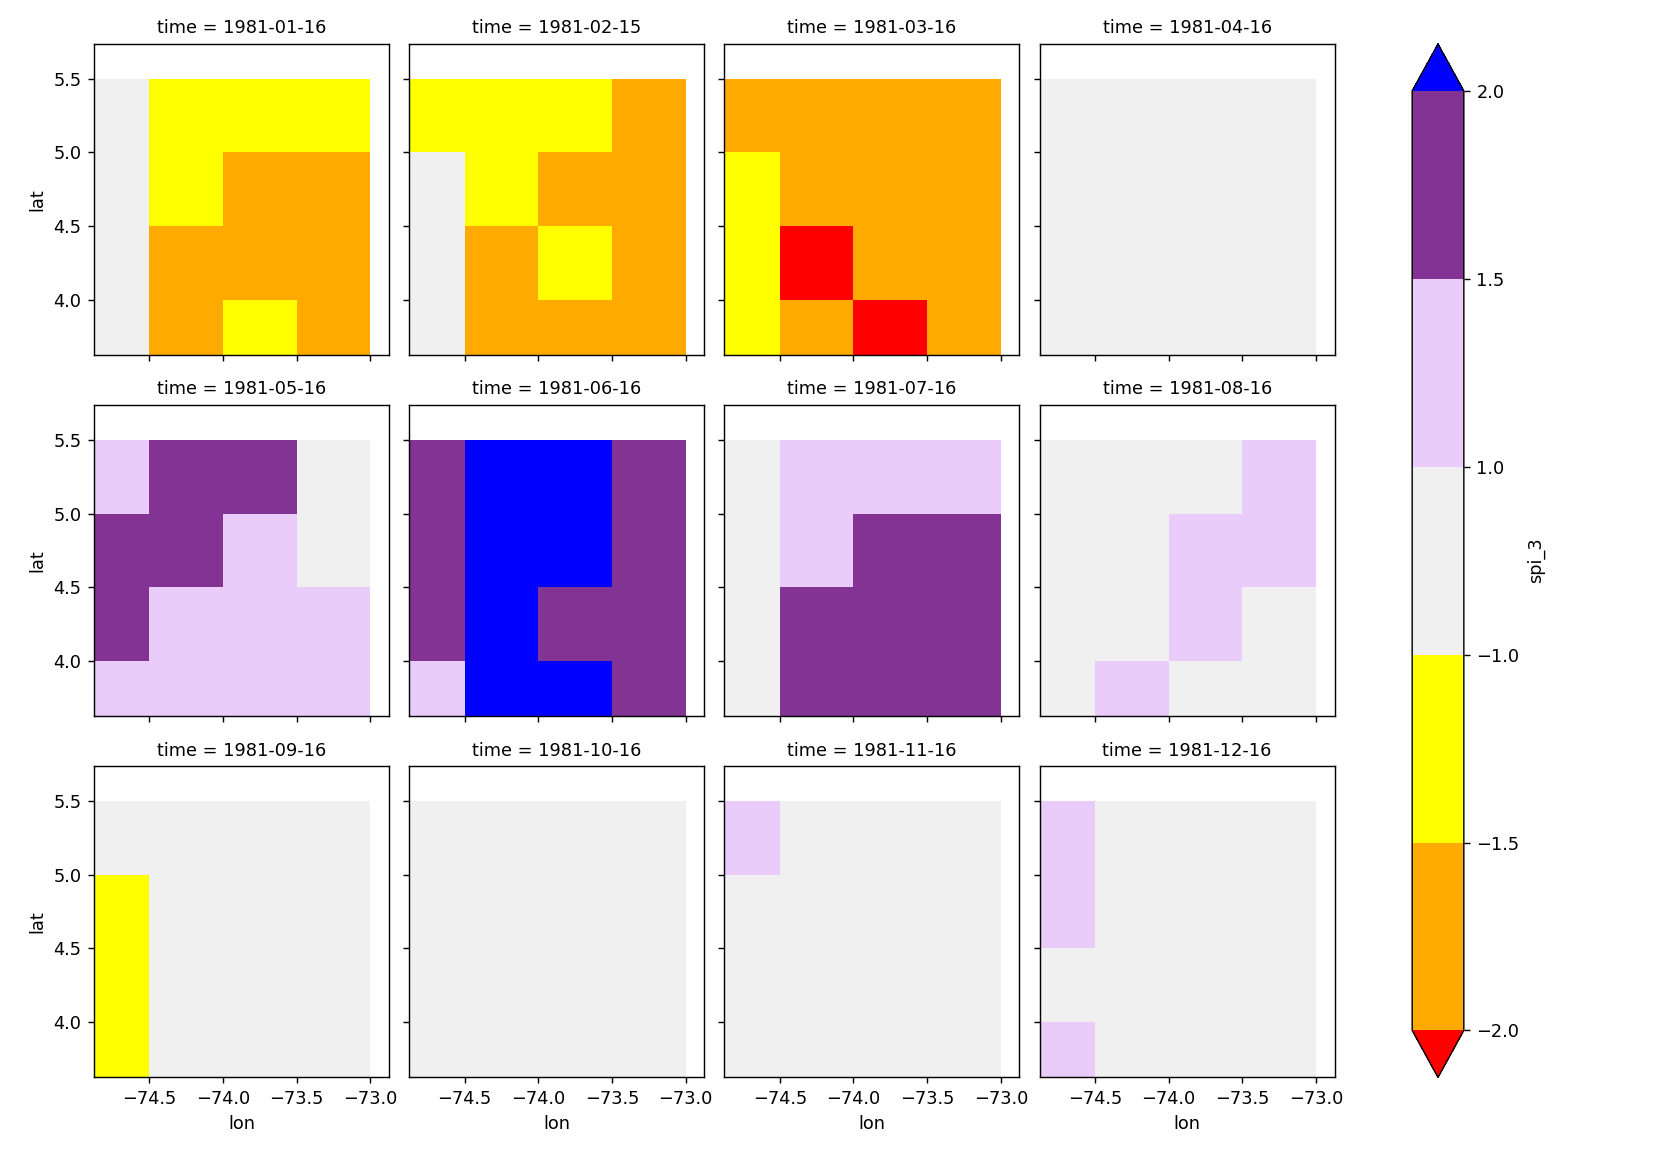 time = 1981-01-16
time = 1981-02-15
time = 1981-03-16
time = 1981-04-16
lat
5.5
5.0
4.5
4.0
time = 1981-05-16
time = 1981-06-16
time = 1981-07-16
time = 1981-08-16
lat
5.5
5.0
4.5
4.0
time = 1981-09-16
time = 1981-10-16
time = 1981-11-16
time = 1981-12-16
lat
5.5
5.0
4.5
4.0
−74.5 −74.0 −73.5 −73.0
lon
−74.5 −74.0 −73.5 −73.0
lon
−74.5 −74.0 −73.5 −73.0
lon
−74.5 −74.0 −73.5 −73.0
lon
2.0
1.5
1.0
−1.0
−1.5
−2.0
spi_3